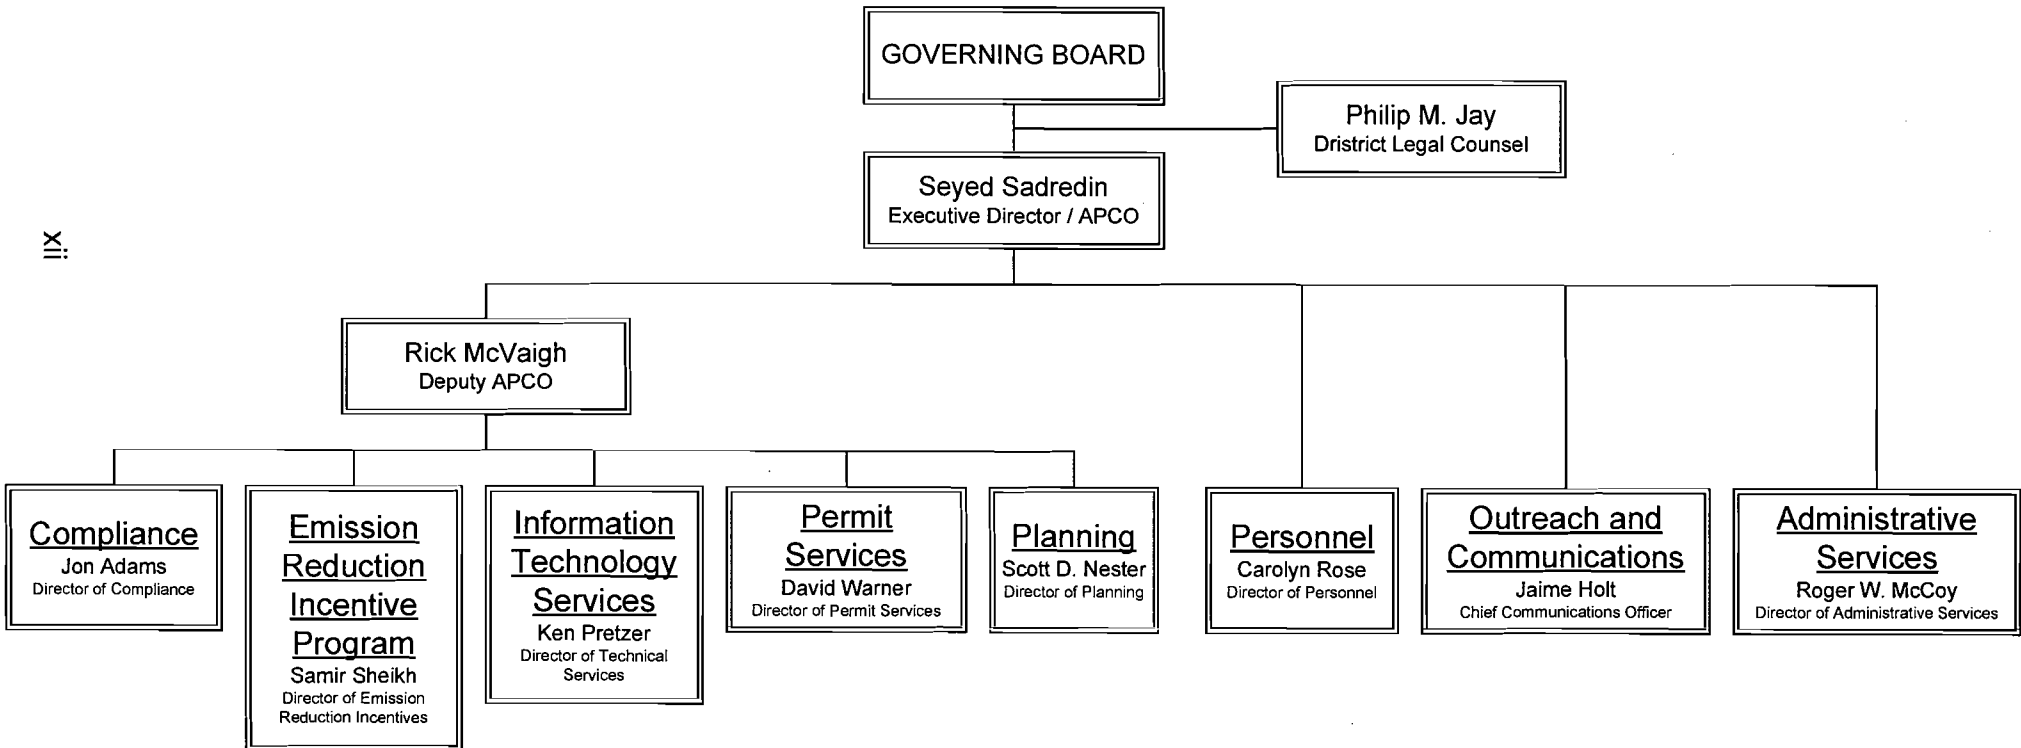 GOVERNING BOARD
Philip M. Jay
Dristrict Legal Counsel
Seyed Sadredin
Executive Director / APCO
xii
Rick McVaigh
Deputy APCO
Compliance
Jon Adams
Director of Compliance
Emission
Reduction
Incentive
Program
Samir Sheikh
Director of Emission
Reduction Incentives
Information
Technology
Services
Ken Pretzer
Director of Technical
Services
Permit
Services
David Warner
Director of Permit Services
Planning
Scott D. Nester
Director of Planning
Personnel
Carolyn Rose
Director of Personnel
Outreach and
Communications
Jaime Holt
Chief Communications Officer
Administrative
Services
Roger W. McCoy
Director of Administrative Services